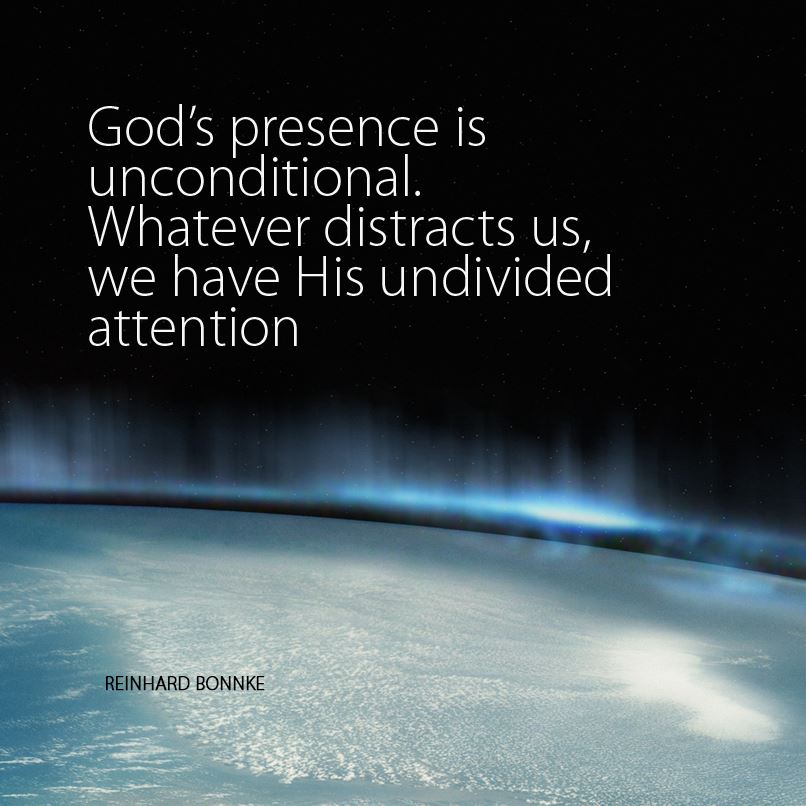 God’s presence is
unconditional.
Whatever distracts us,
we have His undivided
attention
REINHARD BONNKE